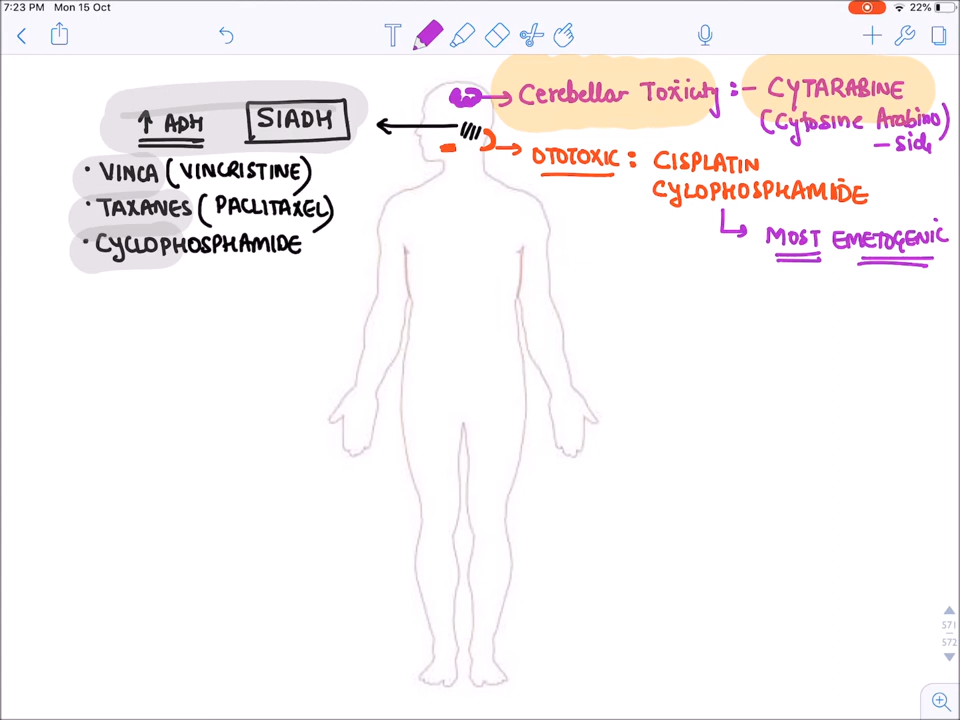 7:23 PM Mon 15 Oct
22%
T
Cerebellar Toxicity :- CYTARABINE
(Cytosine Arabino)
- side
↑ ADH SIADH
• VINCA (VINCRISTINE)
• TAXANES (PACLITAXEL)
• CYCLOPHOSPHAMIDE
OTOTOXIC : CISPLATIN
CYLOPHOSPHAMIDE
MOST EMETOGENIC
571
572